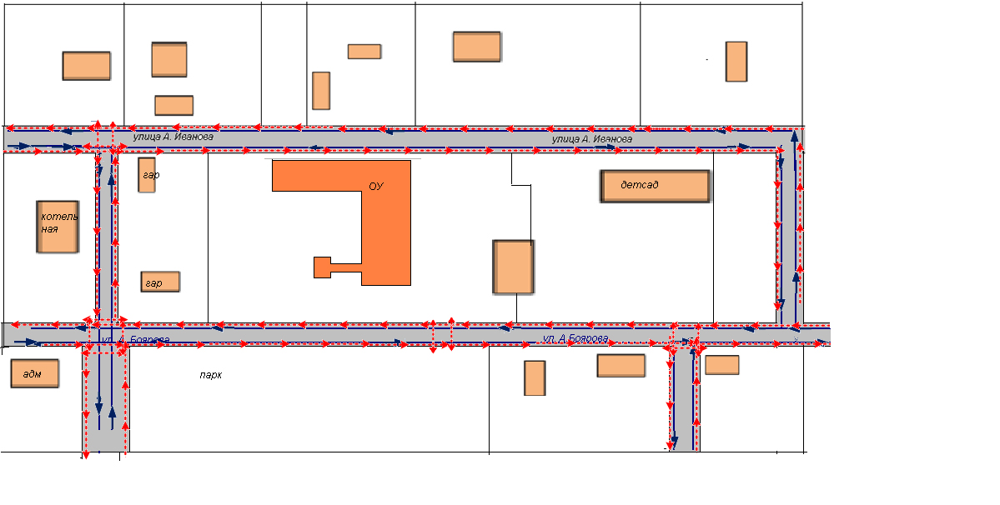 улица А. Иванова
улица А. Иванова
гар
ОУ
детсад
котель
ная
гар
ул. А. Боярова
ул. А.Боярова
адм
парк